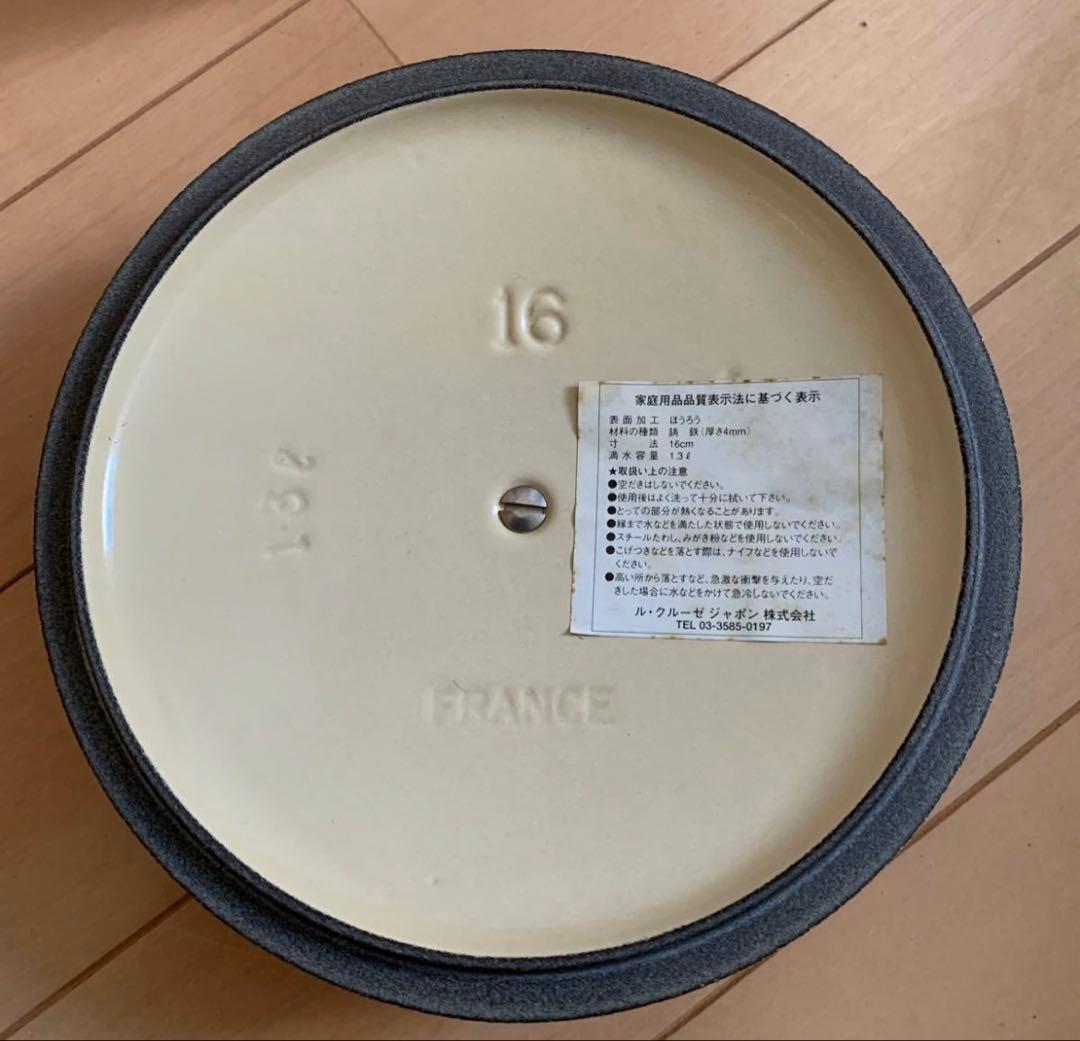 16
1.3ℓ
家庭用品品質表示法に基づく表示
表面加工 ほうろう
材料の種類 鋳 鉄(厚さ4mm)
寸 法 16cm
満水容量 1.3ℓ
★取扱い上の注意
●空だきはしないでください。
●使用後はよく洗って十分に拭いて下さい。
●とっての部分が熱くなることがあります。
●縁まで水などを満たした状態で使用しないでください。
●スチールたわし、みがき粉などを使用しないでください。
●こげつきなどを落とす際は、ナイフなどを使用しないで
ください。
●高い所から落とすなど、急激な衝撃を与えたり、空だ
きした場合に水などをかけて急冷しないでください。
ル・クルーゼ ジャポン 株式会社
TEL 03-3585-0197
FRANCE